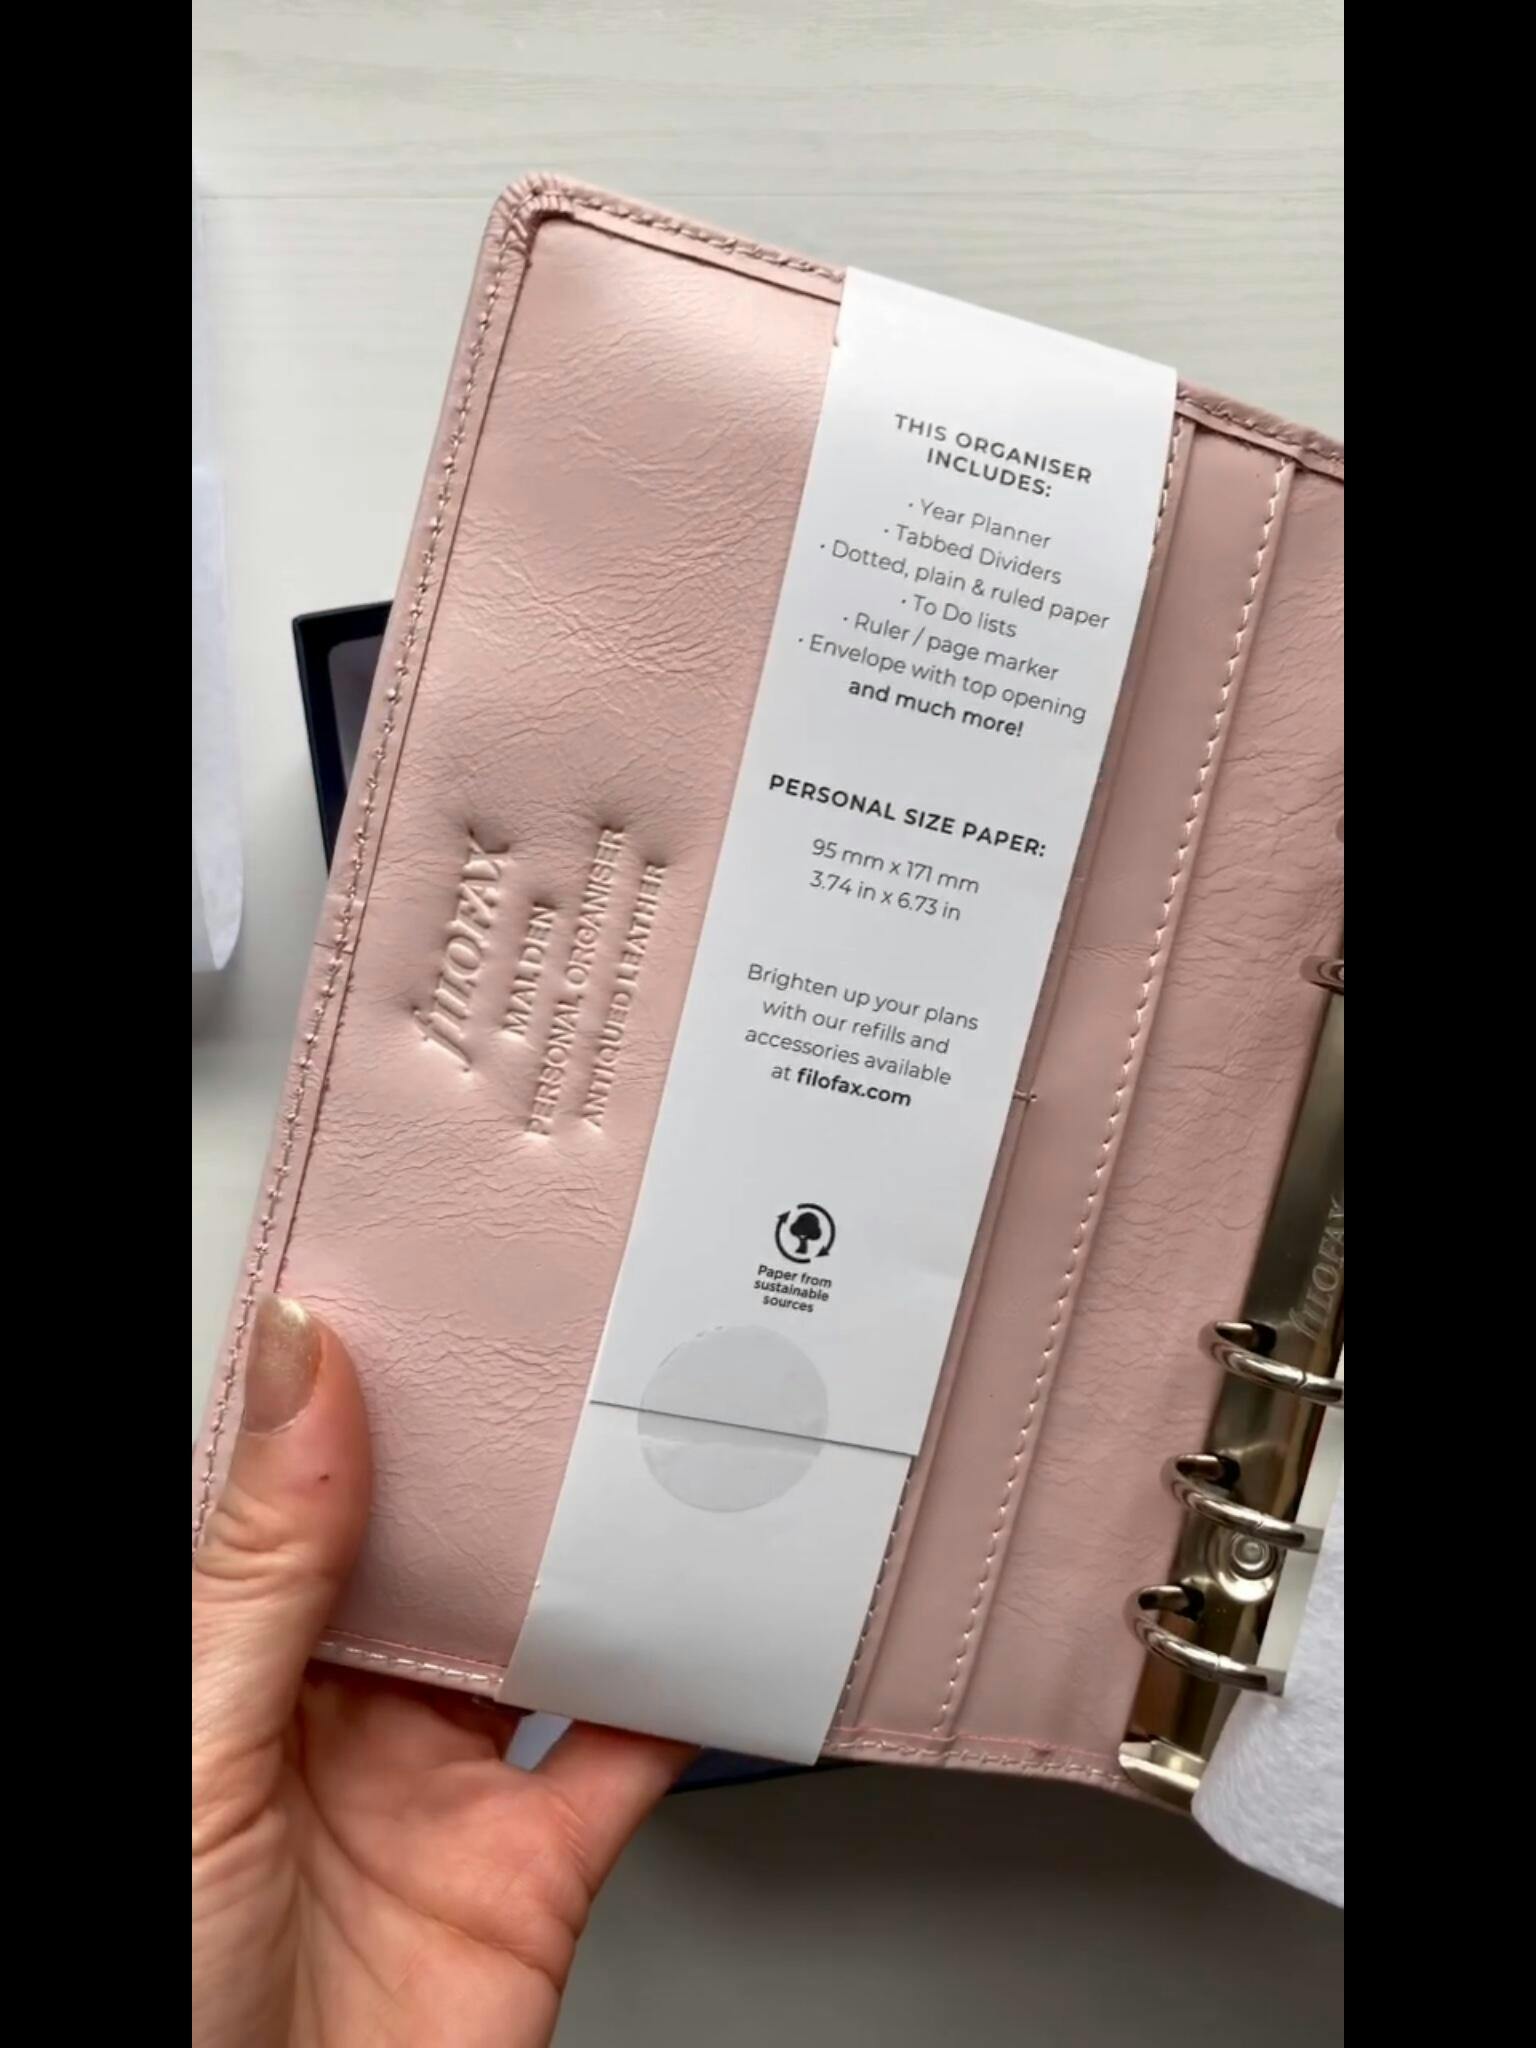 THIS ORGANISER
INCLUDES:
• Year Planner
• Tabbed Dividers
• Dotted, plain & ruled paper
• To Do lists
• Ruler / page marker
• Envelope with top opening
and much more!
PERSONAL SIZE PAPER:
95 mm x 171 mm
3.74 in x 6.73 in
Brighten up your plans
with our refills and
accessories available
at filofax.com
Paper from
sustainable
sources
fILOFAX
MALDEN
PERSONAL ORGANISER
ANTIQUED LEATHER
fILOFAX